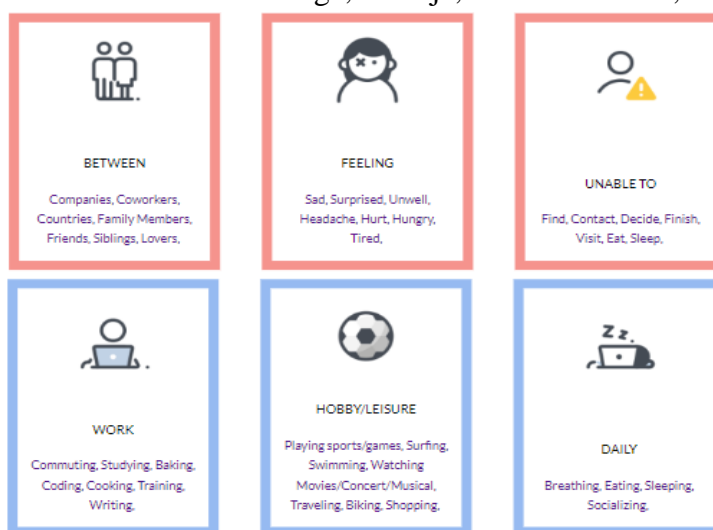 BETWEEN
Companies, Coworkers,
Countries, Family Members,
Friends, Siblings, Lovers,
FEELING
Sad, Surprised, Unwell,
Headache, Hurt, Hungry,
Tired,
UNABLE TO
Find, Contact, Decide, Finish,
Visit, Eat, Sleep,
WORK
Commuting, Studying, Baking,
Coding, Cooking, Training,
Writing,
HOBBY/LEISURE
Playing sports/games, Surfing,
Swimming, Watching
Movies/Concert/Musical,
Traveling, Biking, Shopping,
Zz.
DAILY
Breathing, Eating, Sleeping,
Socializing,